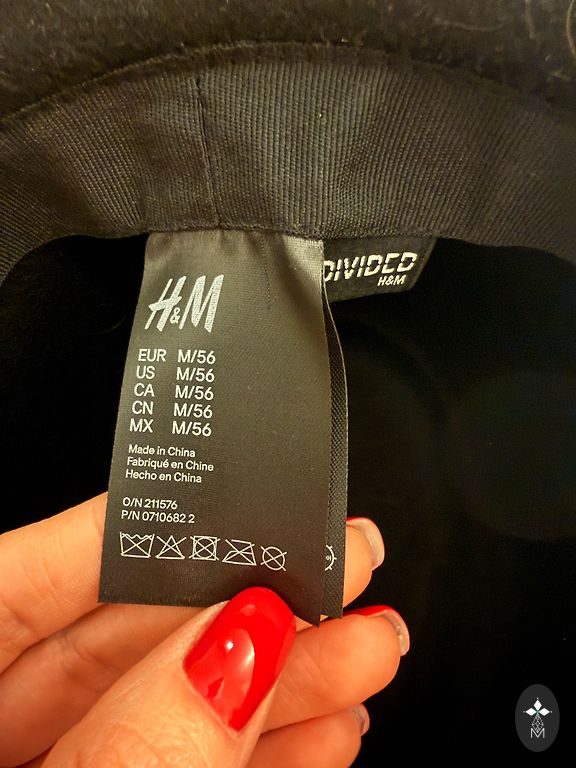 H&M
DIVIDED
H&M
EUR M/56
US M/56
CA M/56
CN M/56
MX M/56
Made in China
Fabriqué en Chine
Hecho en China
O/N 211576
P/N 0710682 2
M